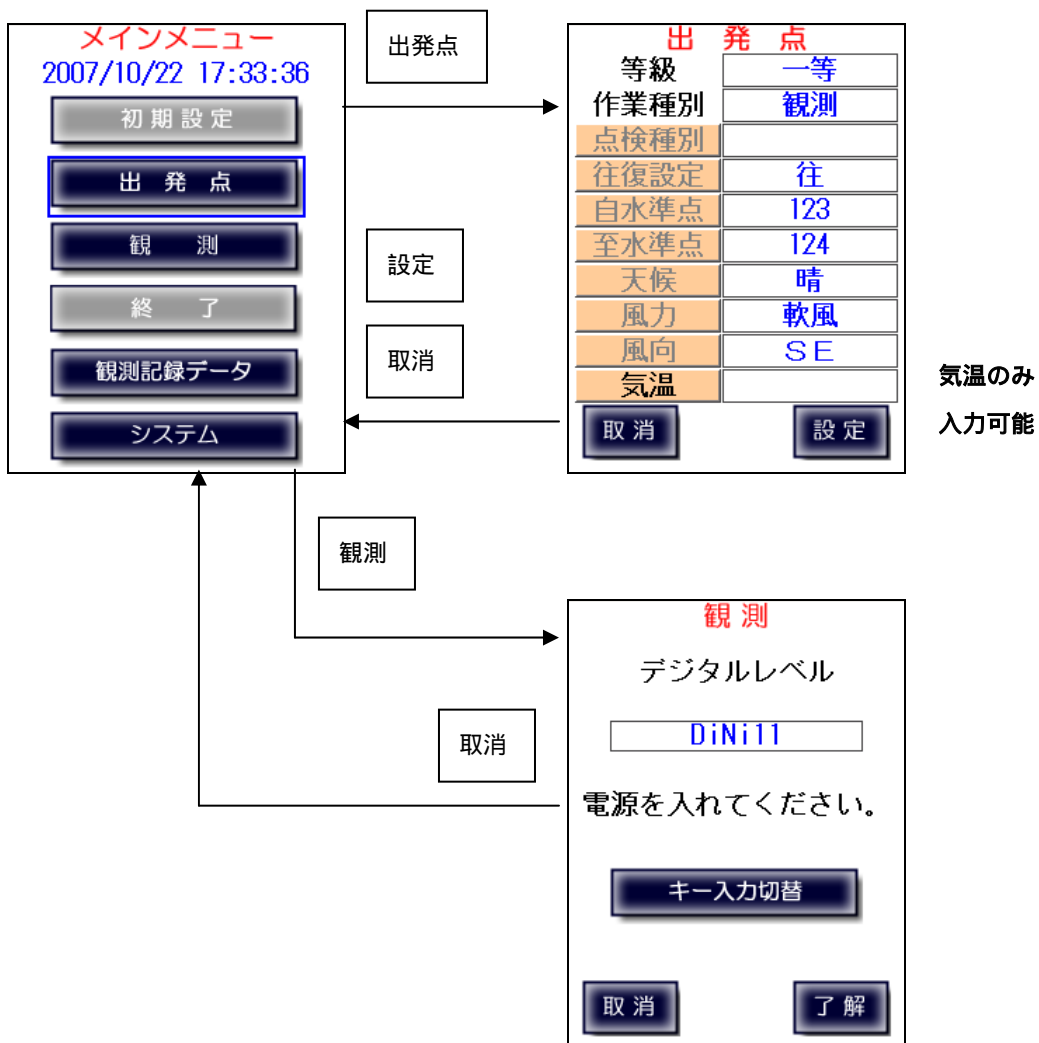 メインメニュー
2007/10/22 17:33:36
初期設定
出 発 点
観 測
終 了
観測記録データ
システム
出発点
設定
取消
出 発 点
等級 一等
作業種別 観測
点検種別
往復設定 往
自水準点 123
至水準点 124
天候 晴
風力 軟風
風向 SE
気温
取消 設定
気温のみ
入力可能
観測
取消
観測
デジタルレベル
DiNi11
電源を入れてください。
キー入力切替
取消 了解